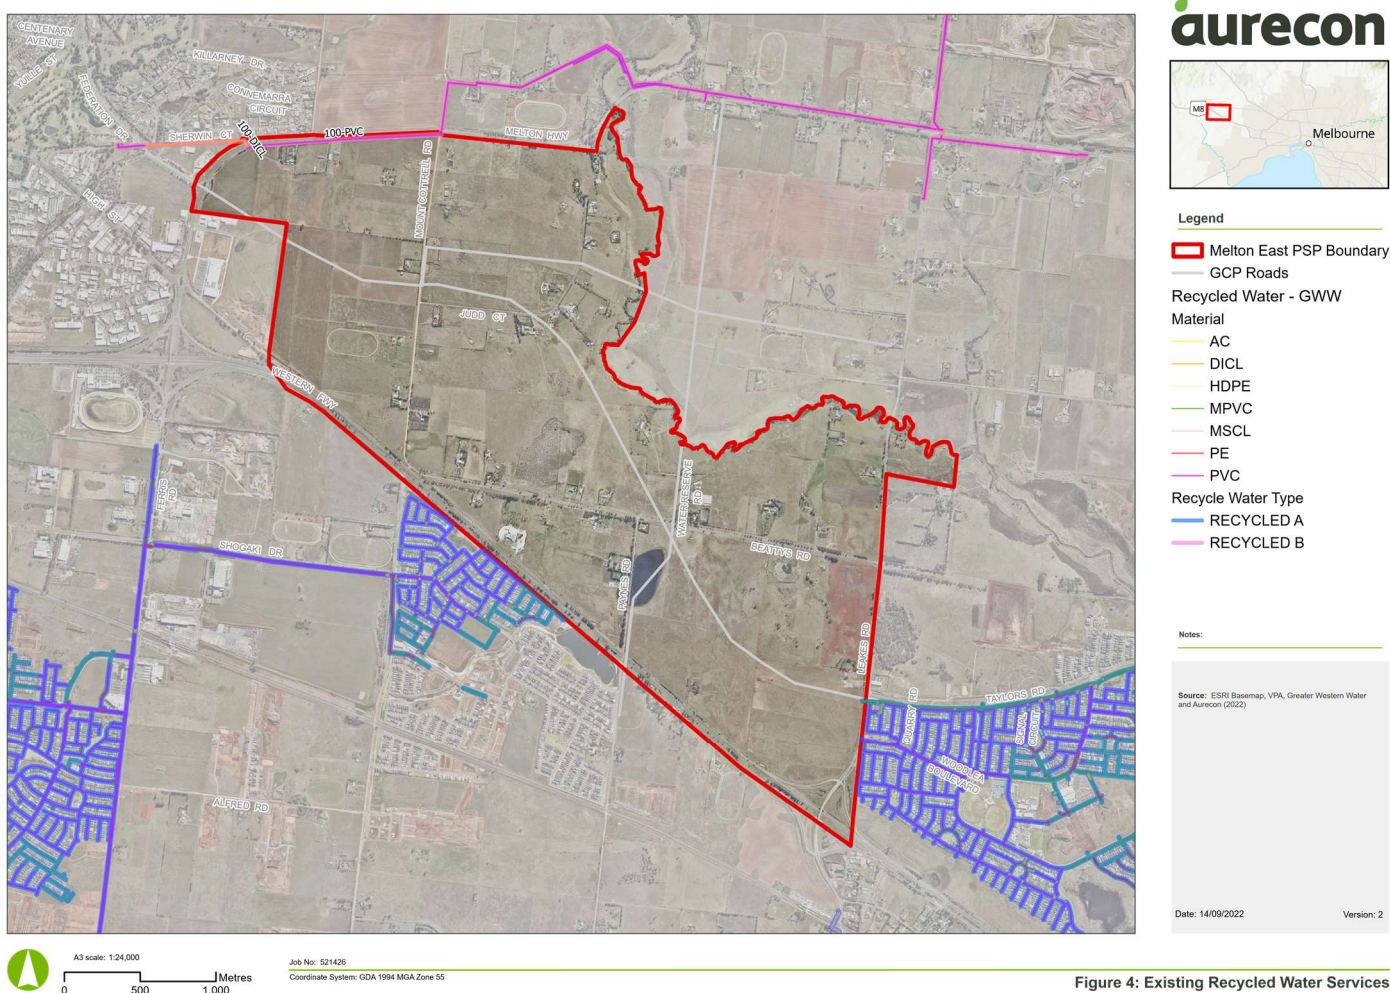 CENTENARY
AVENUE
YUILLE ST
KILLARNEY DR
FEDERATION DR
CONNEMARRA
CIRCUIT
SHERWIN CT
100-DICL
100-PVC
MELTON HWY
HIGH ST
MOUNT COTTRELL RD
JUDD CT
WESTERN FWY
FERRIS
RD
SHOGAKI DR
WATER RESERVE
RD
BEATTYS RD
PAYNES RD
LEAKES RD
QUARRY RD
TAYLORS RD
SIGNAL
CIRCUIT
WOODLEA
BOULEVARD
ALFRED RD
aurecon
M8
Melbourne
Legend
Melton East PSP Boundary
GCP Roads
Recycled Water - GWW
Material
AC
DICL
HDPE
MPVC
MSCL
PE
PVC
Recycle Water Type
RECYCLED A
RECYCLED B
Notes:
Source: ESRI Basemap, VPA, Greater Western Water
and Aurecon (2022)
Date: 14/09/2022 Version: 2
A3 scale: 1:24,000
Metres
0 500 1,000
Job No: 521426
Coordinate System: GDA 1994 MGA Zone 55
Figure 4: Existing Recycled Water Services